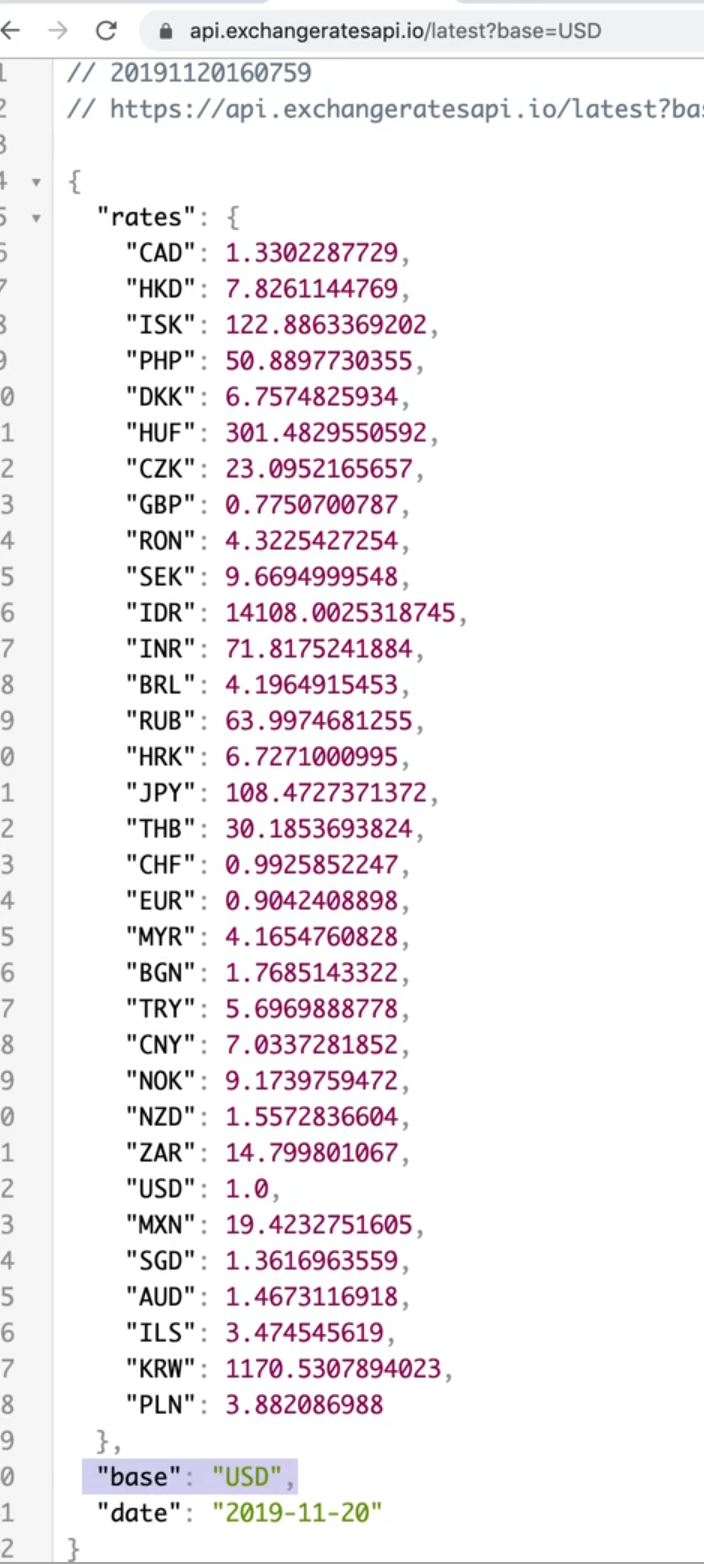 api.exchangeratesapi.io/latest?base=USD
1 // 20191120160759
2 // https://api.exchangeratesapi.io/latest?bas
3
4 {
5 "rates": {
6 "CAD": 1.3302287729,
7 "HKD": 7.8261144769,
8 "ISK": 122.8863369202,
9 "PHP": 50.8897730355,
0 "DKK": 6.7574825934,
1 "HUF": 301.4829550592,
2 "CZK": 23.0952165657,
3 "GBP": 0.7750700787,
4 "RON": 4.3225427254,
5 "SEK": 9.6694999548,
6 "IDR": 14108.0025318745,
7 "INR": 71.8175241884,
8 "BRL": 4.1964915453,
9 "RUB": 63.9974681255,
0 "HRK": 6.7271000995,
1 "JPY": 108.4727371372,
2 "THB": 30.1853693824,
3 "CHF": 0.9925852247,
4 "EUR": 0.9042408898,
5 "MYR": 4.1654760828,
6 "BGN": 1.7685143322,
7 "TRY": 5.6969888778,
8 "CNY": 7.0337281852,
9 "NOK": 9.1739759472,
0 "NZD": 1.5572836604,
1 "ZAR": 14.799801067,
2 "USD": 1.0,
3 "MXN": 19.4232751605,
4 "SGD": 1.3616963559,
5 "AUD": 1.4673116918,
6 "ILS": 3.474545619,
7 "KRW": 1170.5307894023,
8 "PLN": 3.882086988
9 },
0 "base": "USD",
1 "date": "2019-11-20"
2 }